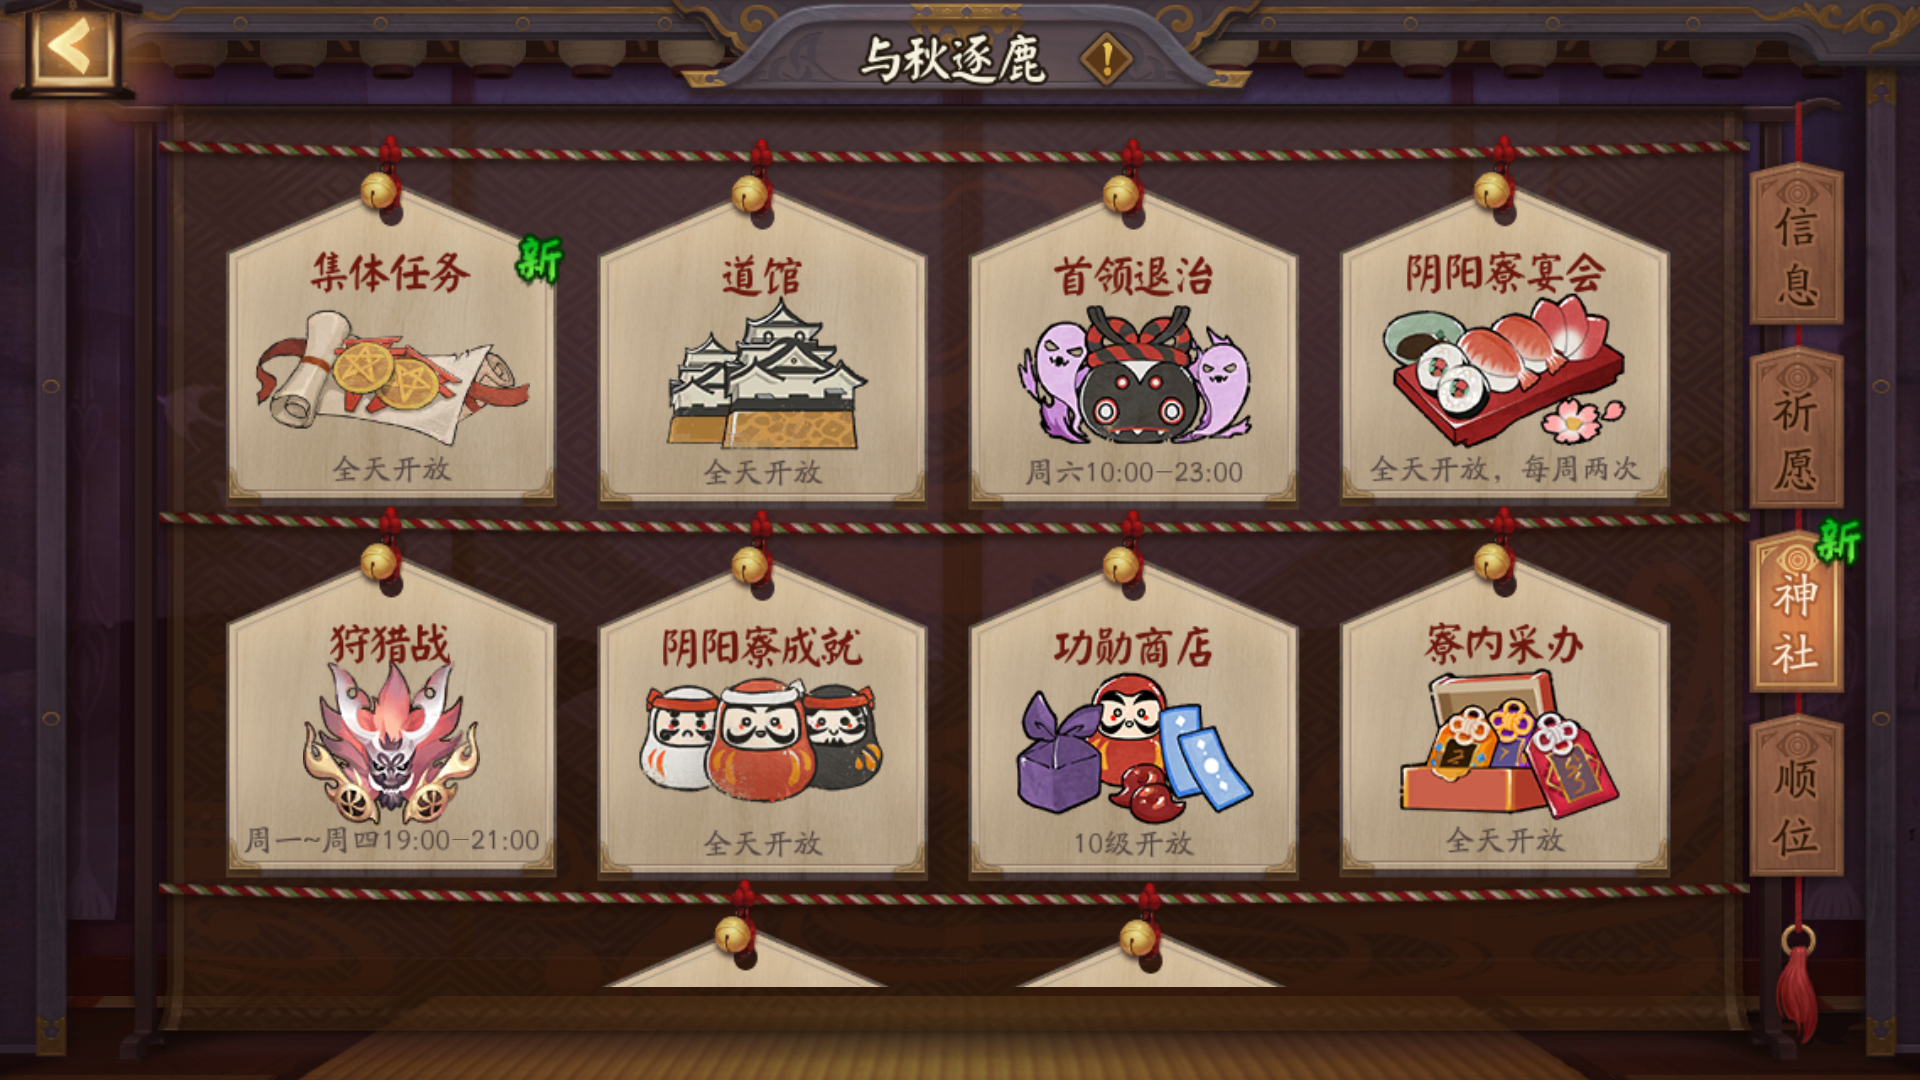 与秋逐鹿
集体任务
新
全天开放
道馆
全天开放
首领退治
周六10:00-23:00
阴阳寮宴会
全天开放，每周两次
狩猎战
周一~周四19:00-21:00
阴阳寮成就
全天开放
功勋商店
10级开放
寮内采办
全天开放
信息
祈愿
新
神社
顺位